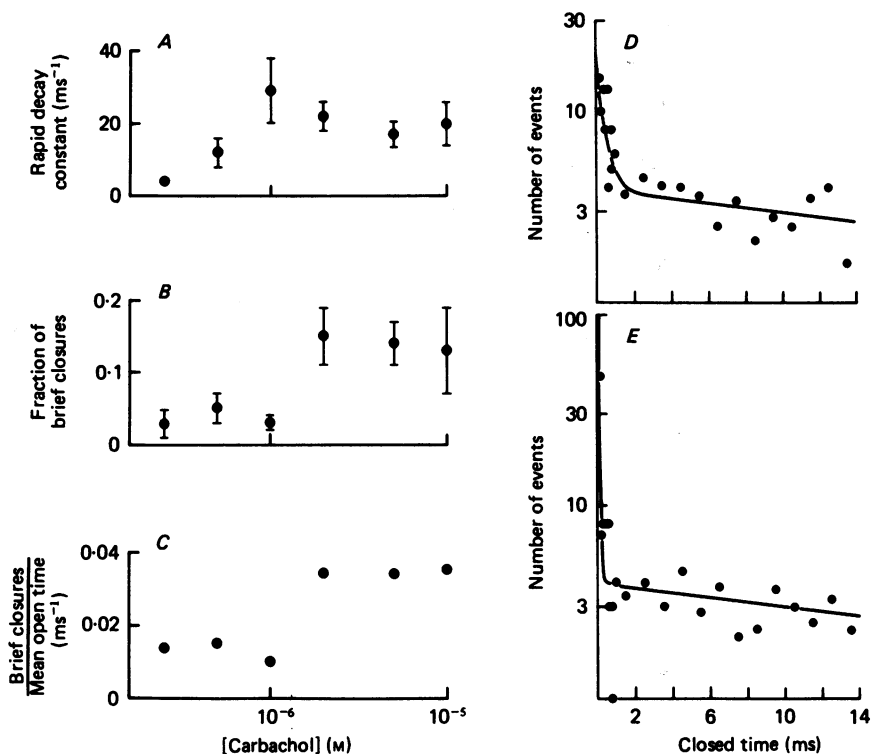 A
Rapid decay
constant (ms⁻¹)
40
20
0
B
Fraction of
brief closures
0·2
0·1
0
C
Brief closures
Mean open time
(ms⁻¹)
0·04
0·02
0
10⁻⁶
10⁻⁵
[Carbachol] (M)
D
Number of events
30
10
3
E
Number of events
100
30
10
3
2
6
10
14
Closed time (ms)